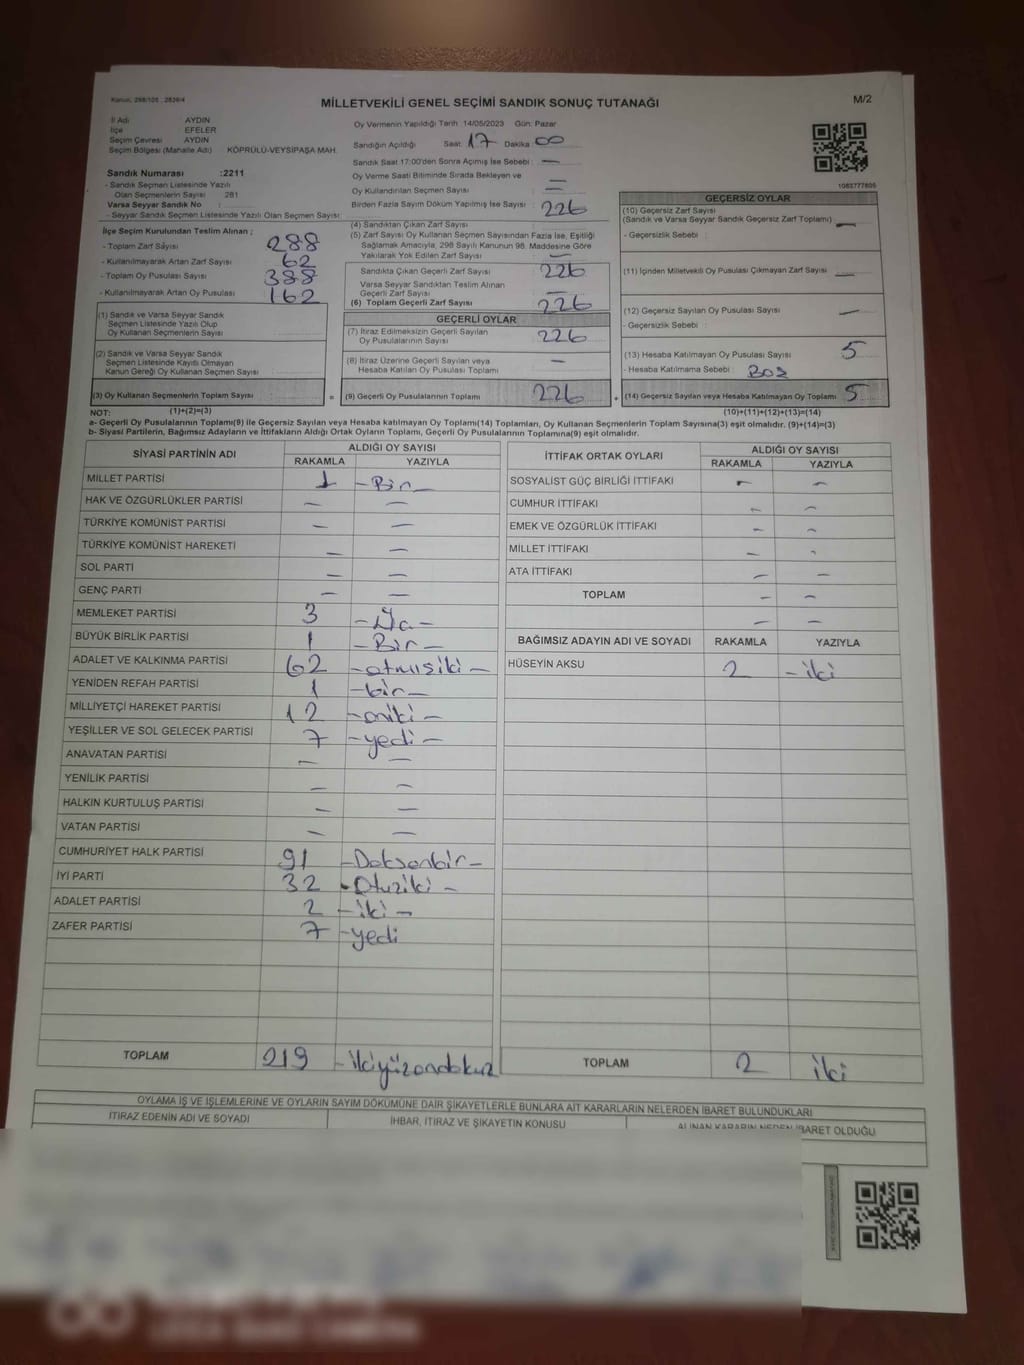 Kanun, 298/105 , 2839/4
MİLLETVEKİLİ GENEL SEÇİMİ SANDIK SONUÇ TUTANAĞI
M/2
İl Adı AYDIN
İlçe EFELER
Seçim Çevresi AYDIN
Seçim Bölgesi (Mahalle Adı) KÖPRÜLÜ-VEYSİPAŞA MAH.
Sandık Numarası :2211
- Sandık Seçmen Listesinde Yazılı
Olan Seçmenlerin Sayısı 281
Varsa Seyyar Sandık No :
- Seyyar Sandık Seçmen Listesinde Yazılı Olan Seçmen Sayısı:
İlçe Seçim Kurulundan Teslim Alınan ;
- Toplam Zarf Sayısı 288
- Kullanılmayarak Artan Zarf Sayısı 62
- Toplam Oy Pusulası Sayısı 388
- Kullanılmayarak Artan Oy Pusulası 162
(1) Sandık ve Varsa Seyyar Sandık
Seçmen Listesinde Yazılı Olup
Oy Kullanan Seçmenlerin Sayısı
(2) Sandık ve Varsa Seyyar Sandık
Seçmen Listesinde Kayıtlı Olmayan
Kanun Gereği Oy Kullanan Seçmen Sayısı
(3) Oy Kullanan Seçmenlerin Toplam Sayısı =
Oy Vermenin Yapıldığı Tarih 14/05/2023 Gün: Pazar
Sandığın Açıldığı Saat: 17 Dakika: 00
Sandık Saat 17:00'den Sonra Açımış İse Sebebi : —
Oy Verme Saati Bitiminde Sırada Bekleyen ve —
Oy Kullandırılan Seçmen Sayısı —
Birden Fazla Sayım Döküm Yapılmış İse Sayısı : —
(4) Sandıktan Çıkan Zarf Sayısı 226
(5) Zarf Sayısı Oy Kullanan Seçmen Sayısından Fazla İse, Eşitliği
Sağlamak Amacıyla, 298 Sayılı Kanunun 98. Maddesine Göre
Yakılarak Yok Edilen Zarf Sayısı —
Sandıkta Çıkan Geçerli Zarf Sayısı 226
Varsa Seyyar Sandıktan Teslim Alınan
Geçerli Zarf Sayısı —
(6) Toplam Geçerli Zarf Sayısı 226
GEÇERLİ OYLAR
(7) İtiraz Edilmeksizin Geçerli Sayılan
Oy Pusulalarının Sayısı 226
(8) İtiraz Üzerine Geçerli Sayılan veya
Hesaba Katılan Oy Pusulası Toplamı —
(9) Geçerli Oy Pusulalarının Toplamı 226 +
1083777605
GEÇERSİZ OYLAR
(10) Geçersiz Zarf Sayısı
(Sandık ve Varsa Seyyar Sandık Geçersiz Zarf Toplamı) —
- Geçersizlik Sebebi :
(11) İçinden Milletvekili Oy Pusulası Çıkmayan Zarf Sayısı —
(12) Geçersiz Sayılan Oy Pusulası Sayısı —
- Geçersizlik Sebebi :
(13) Hesaba Katılmayan Oy Pusulası Sayısı 5
- Hesaba Katılmama Sebebi : Boş
(14) Geçersiz Sayılan veya Hesaba Katılmayan Oy Toplamı 5
NOT: (1)+(2)=(3) (10)+(11)+(12)+(13)=(14)
a- Geçerli Oy Pusulalarının Toplamı(9) ile Geçersiz Sayılan veya Hesaba katılmayan Oy Toplamı(14) Toplamları, Oy Kullanan Seçmenlerin Toplam Sayısına(3) eşit olmalıdır. (9)+(14)=(3)
b- Siyasi Partilerin, Bağımsız Adayların ve İttifakların Aldığı Ortak Oyların Toplam, Geçerli Oy Pusulalarının Toplamına(9) eşit olmalıdır.
SİYASİ PARTİNİN ADI ALDIĞI OY SAYISI
RAKAMLA YAZIYLA
MİLLET PARTİSİ 1 -Bir-
HAK VE ÖZGÜRLÜKLER PARTİSİ — —
TÜRKİYE KOMÜNİST PARTİSİ — —
TÜRKİYE KOMÜNİST HAREKETİ — —
SOL PARTİ — —
GENÇ PARTİ — —
MEMLEKET PARTİSİ 3 -Üç-
BÜYÜK BİRLİK PARTİSİ 1 -Bir-
ADALET VE KALKINMA PARTİSİ 62 -atmışiki-
YENİDEN REFAH PARTİSİ 1 -bir-
MİLLİYETÇİ HAREKET PARTİSİ 12 -oniki-
YEŞİLLER VE SOL GELECEK PARTİSİ 7 -yedi-
ANAVATAN PARTİSİ — —
YENİLİK PARTİSİ — —
HALKIN KURTULUŞ PARTİSİ — —
VATAN PARTİSİ — —
CUMHURİYET HALK PARTİSİ 91 -Doksanbir-
İYİ PARTİ 32 -Otuziki-
ADALET PARTİSİ 2 -iki-
ZAFER PARTİSİ 7 -yedi
TOPLAM 219 -ikiyüzondokuz
İTTİFAK ORTAK OYLARI ALDIĞI OY SAYISI
RAKAMLA YAZIYLA
SOSYALİST GÜÇ BİRLİĞİ İTTİFAKI — —
CUMHUR İTTİFAKI — —
EMEK VE ÖZGÜRLÜK İTTİFAKI — —
MİLLET İTTİFAKI — —
ATA İTTİFAKI — —
TOPLAM — —
— —
BAĞIMSIZ ADAYIN ADI VE SOYADI RAKAMLA YAZIYLA
HÜSEYİN AKSU 2 -iki
TOPLAM 2 iki
OYLAMA İŞ VE İŞLEMLERİNE VE OYLARIN SAYIM DÖKÜMÜNE DAİR ŞİKAYETLERLE BUNLARA AİT KARARLARIN NELERDEN İBARET BULUNDUKLARI
İTİRAZ EDENİN ADI VE SOYADI İHBAR, İTİRAZ VE ŞİKAYETİN KONUSU ALINAN KARARIN NEDEN İBARET OLDUĞU